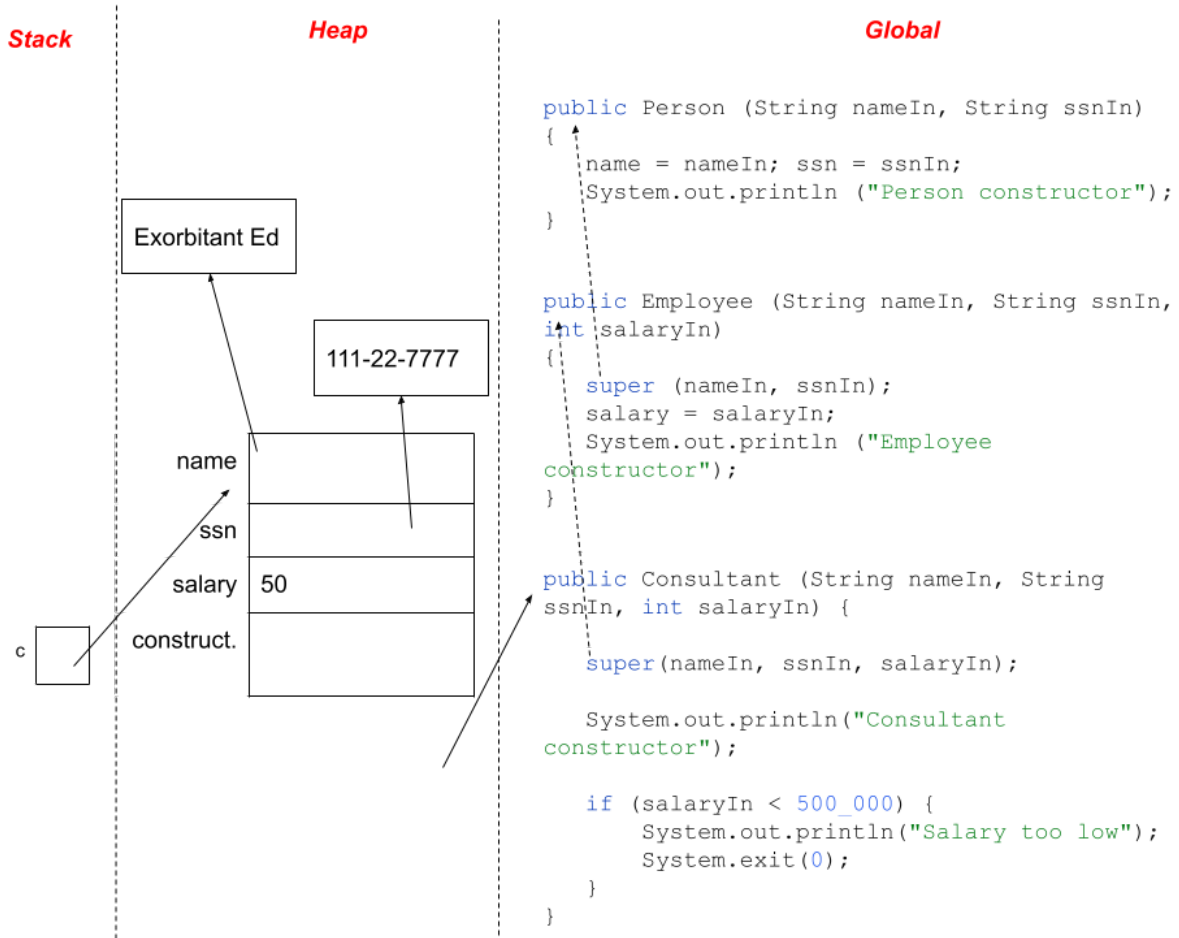 Stack
Heap
Global
Exorbitant Ed
111-22-7777
name
ssn
salary 50
construct.
c
public Person (String nameIn, String ssnIn)
{
name = nameIn; ssn = ssnIn;
System.out.println ("Person constructor");
}
public Employee (String nameIn, String ssnIn,
int salaryIn)
{
super (nameIn, ssnIn);
salary = salaryIn;
System.out.println ("Employee
constructor");
}
public Consultant (String nameIn, String
ssnIn, int salaryIn) {
super(nameIn, ssnIn, salaryIn);
System.out.println("Consultant
constructor");
if (salaryIn < 500_000) {
System.out.println("Salary too low");
System.exit(0);
}
}